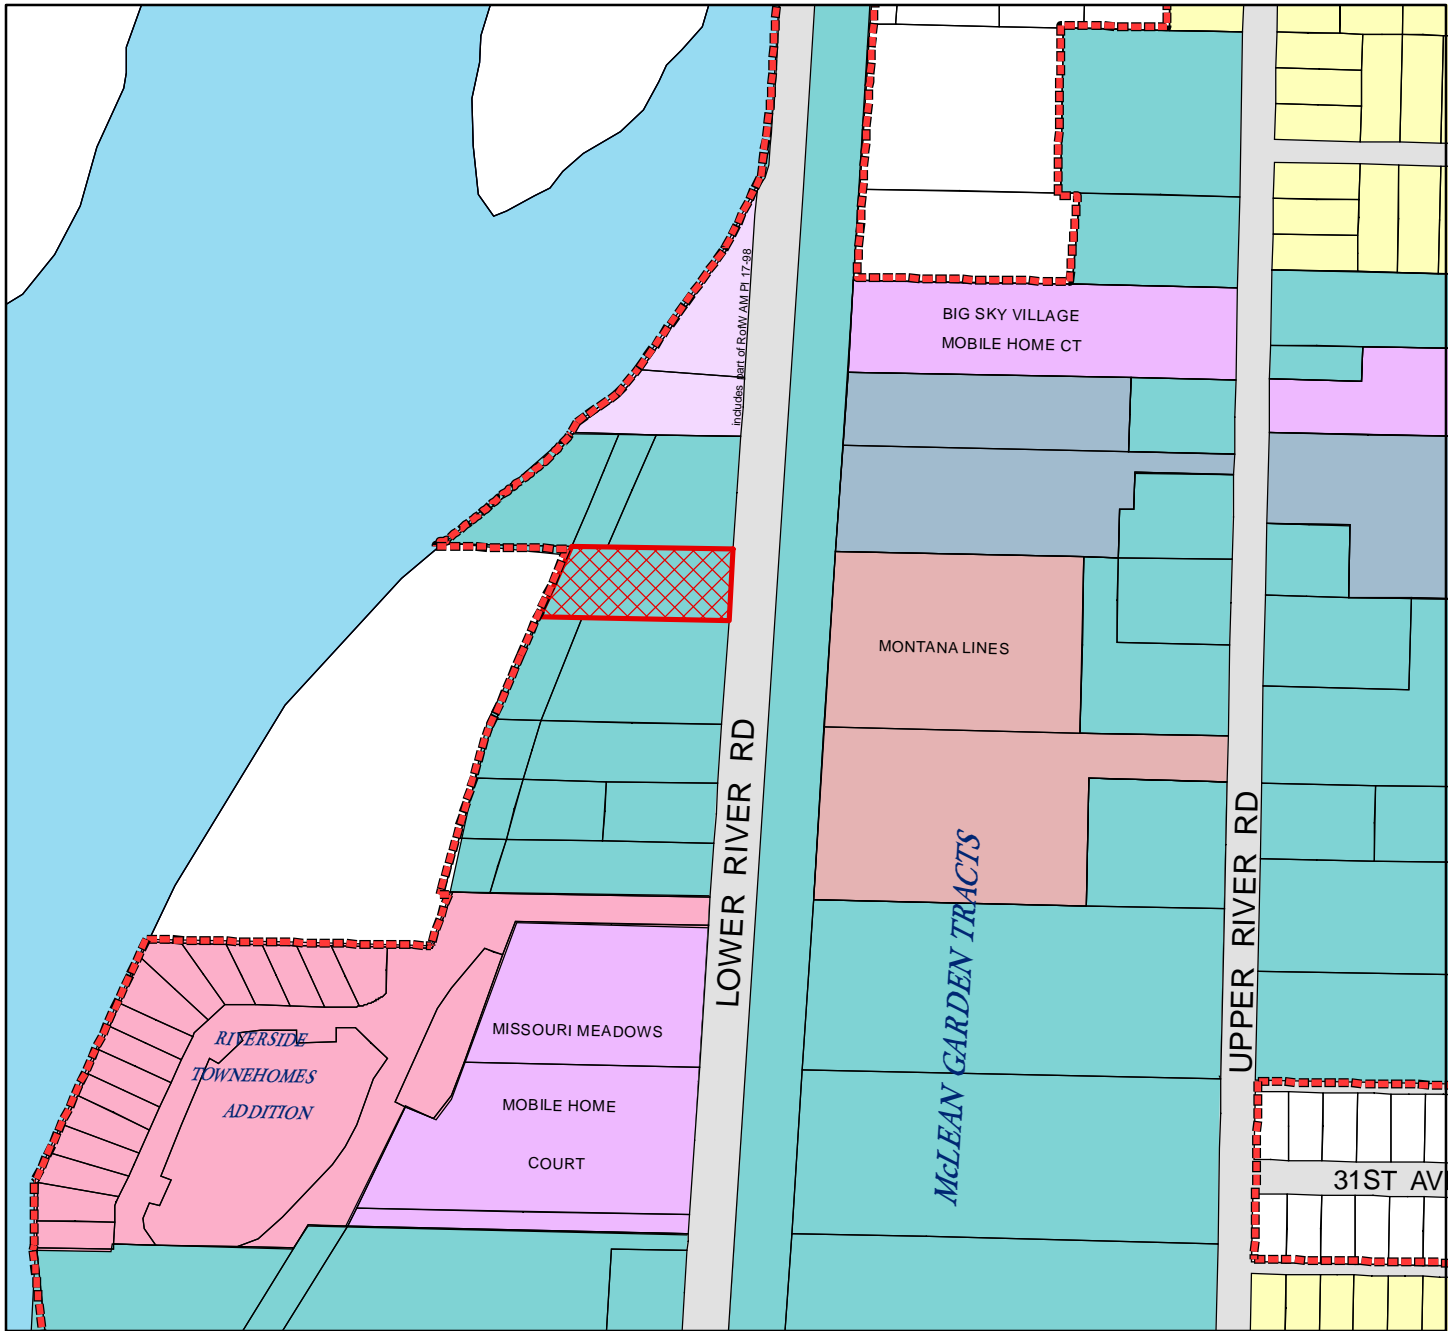 includes part of RofW AM Pl 17-98
BIG SKY VILLAGE
MOBILE HOME CT
MONTANA LINES
LOWER RIVER RD
UPPER RIVER RD
McLEAN GARDEN TRACTS
RIVERSIDE
TOWNEHOMES
ADDITION
MISSOURI MEADOWS
MOBILE HOME
COURT
31ST AV